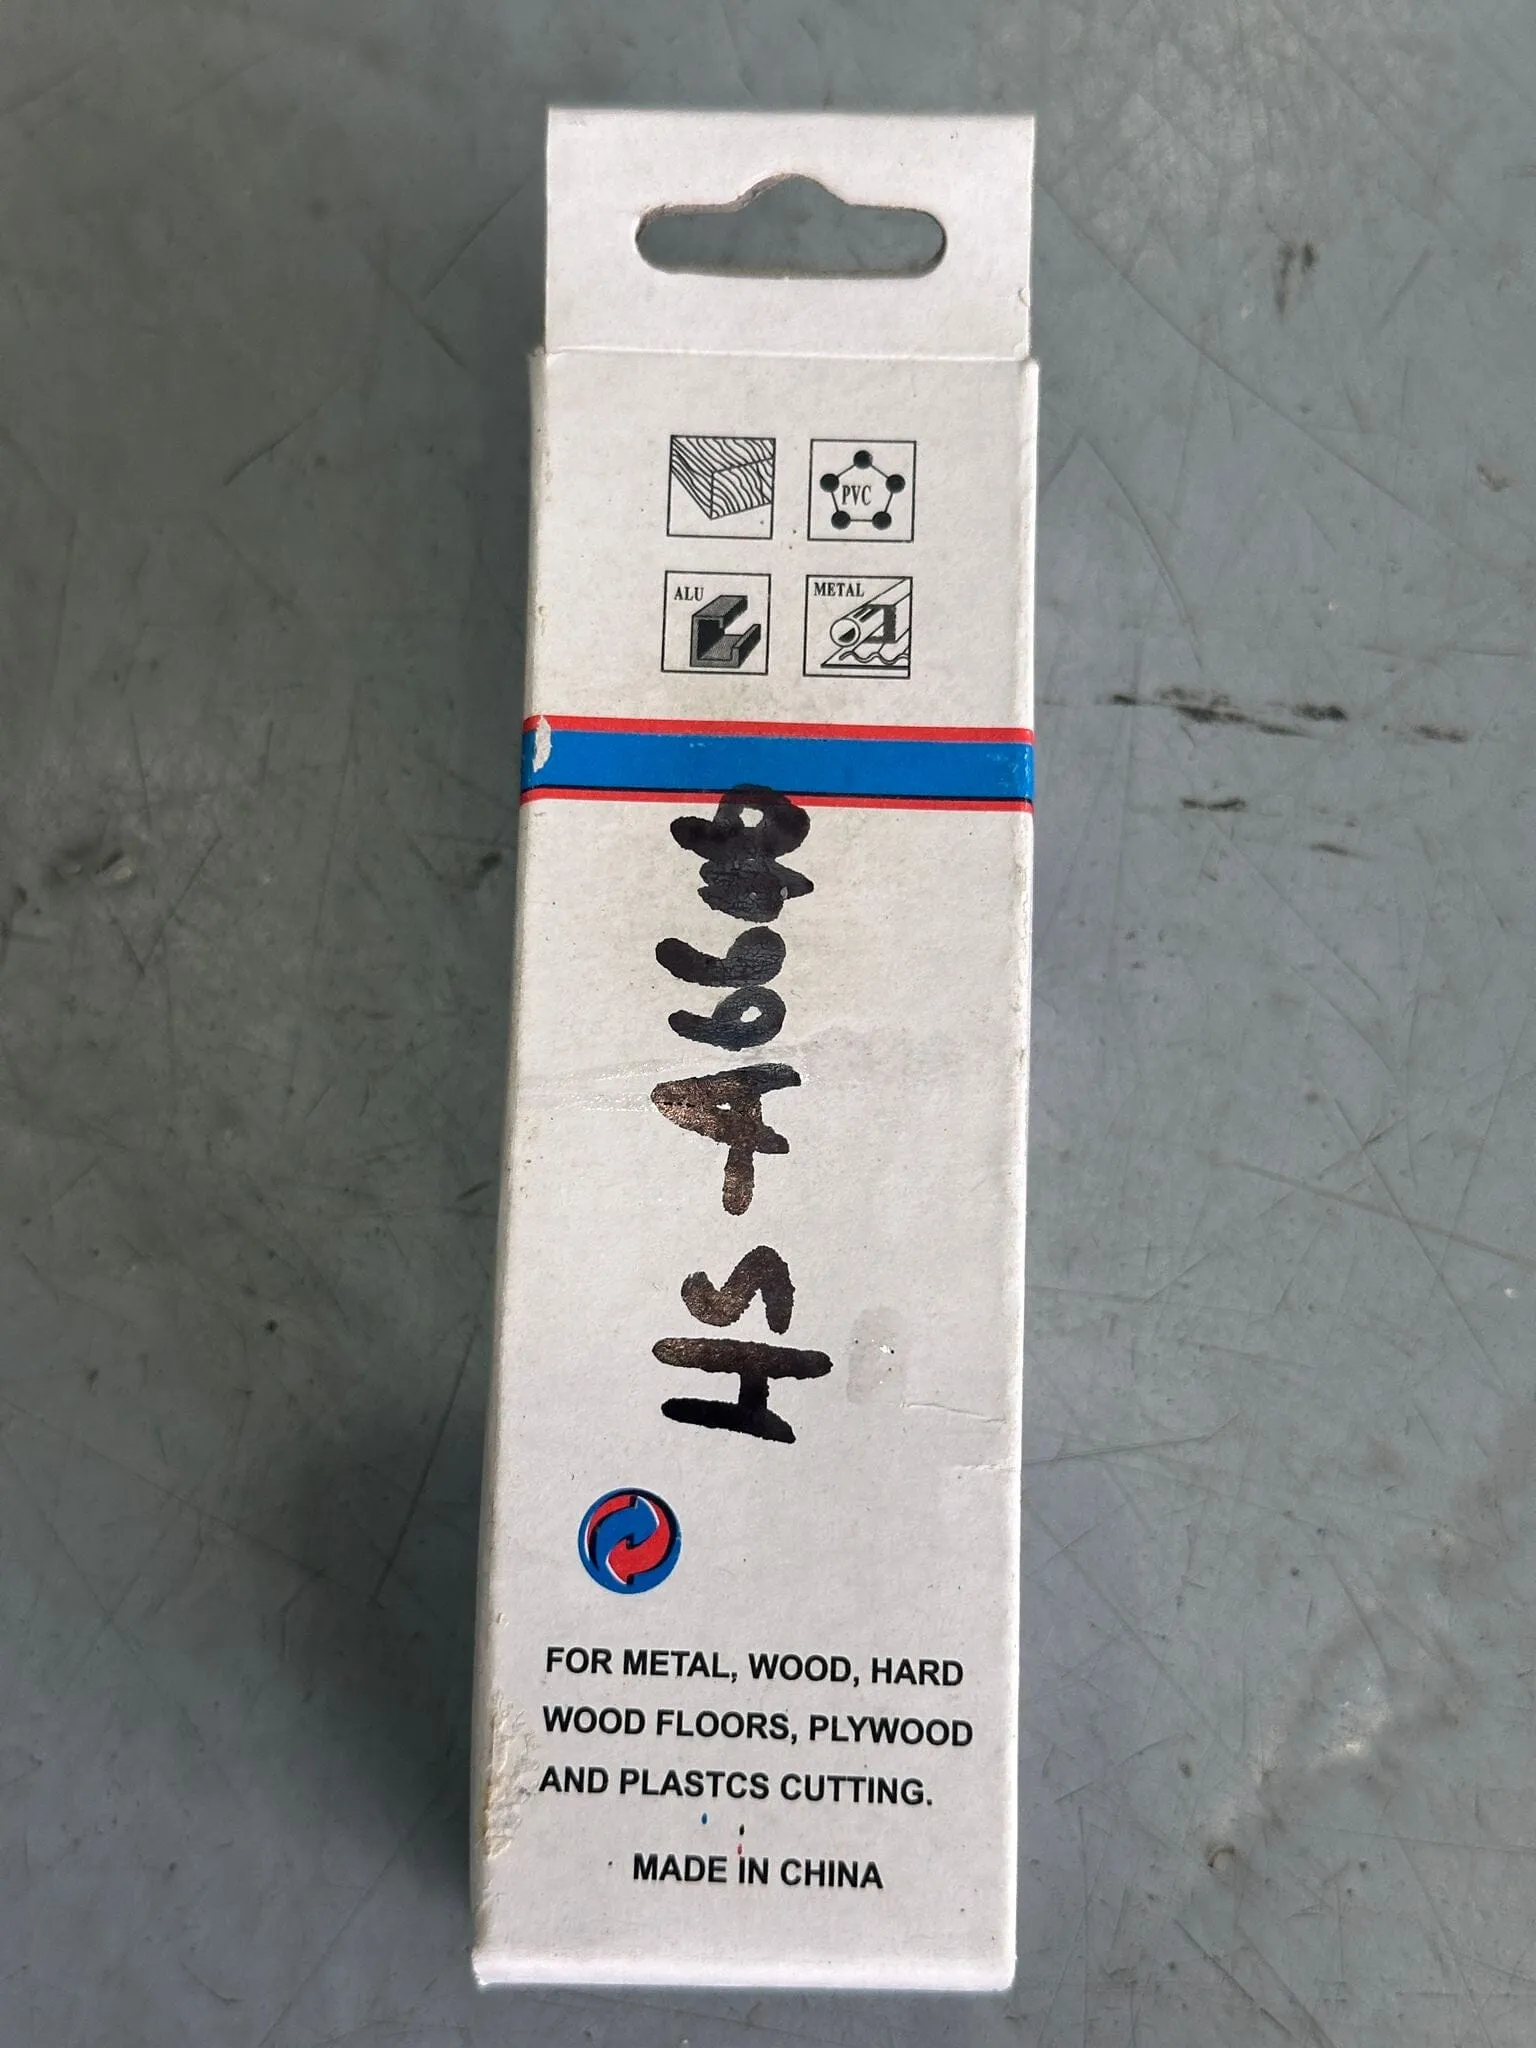 PVC
ALU
METAL
HS
FOR METAL, WOOD, HARD
WOOD FLOORS, PLYWOOD
AND PLASTCS CUTTING.
MADE IN CHINA